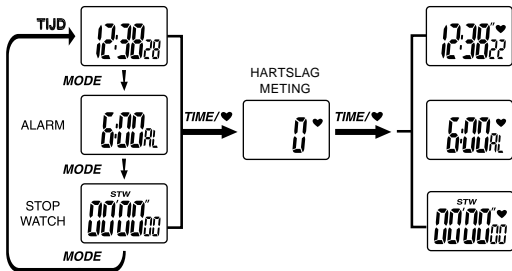 TIJD
12:38 28
MODE
ALARM
6:00 AL
MODE
STOP
WATCH
STW
00'00" 00
MODE
TIME/♥
HARTSLAG
METING
0 ♥
TIME/♥
12:38 22 ♥
6:00 AL ♥
STW
00'00" 00 ♥